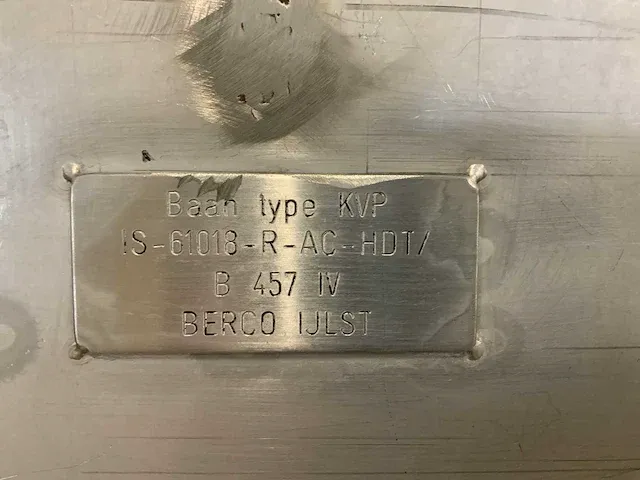 Baan type KVP
IS-61018-R-AC-HDT/
B 457 IV
BERCO IJLST